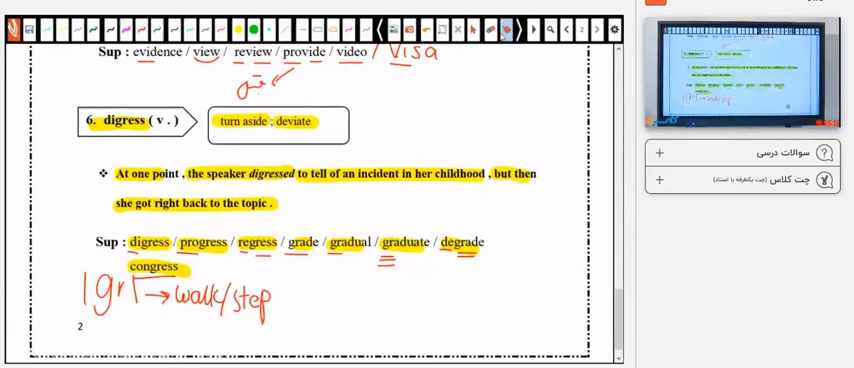 Sup : evidence / view / review / provide / video / Visa
6. digress ( v . )
turn aside ; deviate
❖ At one point , the speaker digressed to tell of an incident in her childhood , but then
she got right back to the topic .
Sup : digress / progress / regress / grade / gradual / graduate / degrade
congress
|gr| → walk/step
2
2
سوالات درسی
چت کلاس (چت یکطرفه با استاد)